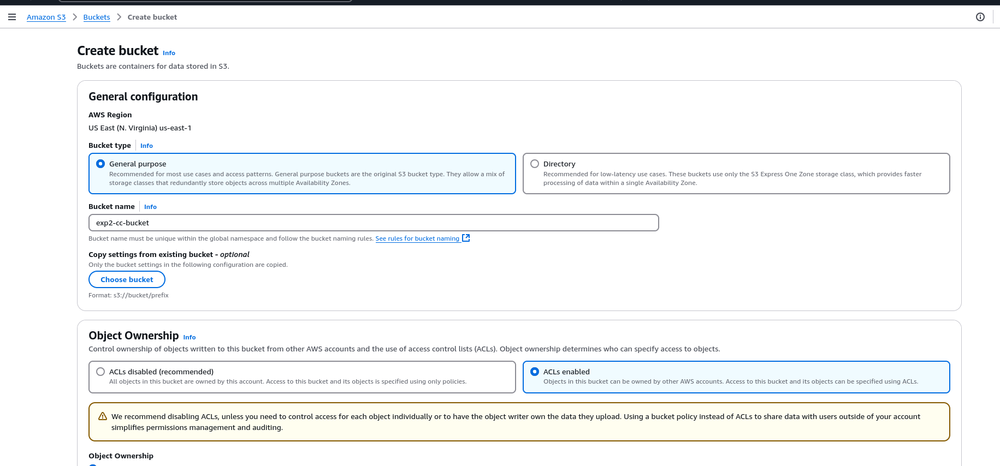 Amazon S3 > Buckets > Create bucket
Create bucket Info
Buckets are containers for data stored in S3.
General configuration
AWS Region
US East (N. Virginia) us-east-1
Bucket type Info
General purpose
Recommended for most use cases and access patterns. General purpose buckets are the original S3 bucket type. They allow a mix of
storage classes that redundantly store objects across multiple Availability Zones.
Directory
Recommended for low-latency use cases. These buckets use only the S3 Express One Zone storage class, which provides faster
processing of data within a single Availability Zone.
Bucket name Info
exp2-cc-bucket
Bucket name must be unique within the global namespace and follow the bucket naming rules. See rules for bucket naming
Copy settings from existing bucket - optional
Only the bucket settings in the following configuration are copied.
Choose bucket
Format: s3://bucket/prefix
Object Ownership Info
Control ownership of objects written to this bucket from other AWS accounts and the use of access control lists (ACLs). Object ownership determines who can specify access to objects.
ACLs disabled (recommended)
All objects in this bucket are owned by this account. Access to this bucket and its objects is specified using only policies.
ACLs enabled
Objects in this bucket can be owned by other AWS accounts. Access to this bucket and its objects can be specified using ACLs.
We recommend disabling ACLs, unless you need to control access for each object individually or to have the object writer own the data they upload. Using a bucket policy instead of ACLs to share data with users outside of your account
simplifies permissions management and auditing.
Object Ownership